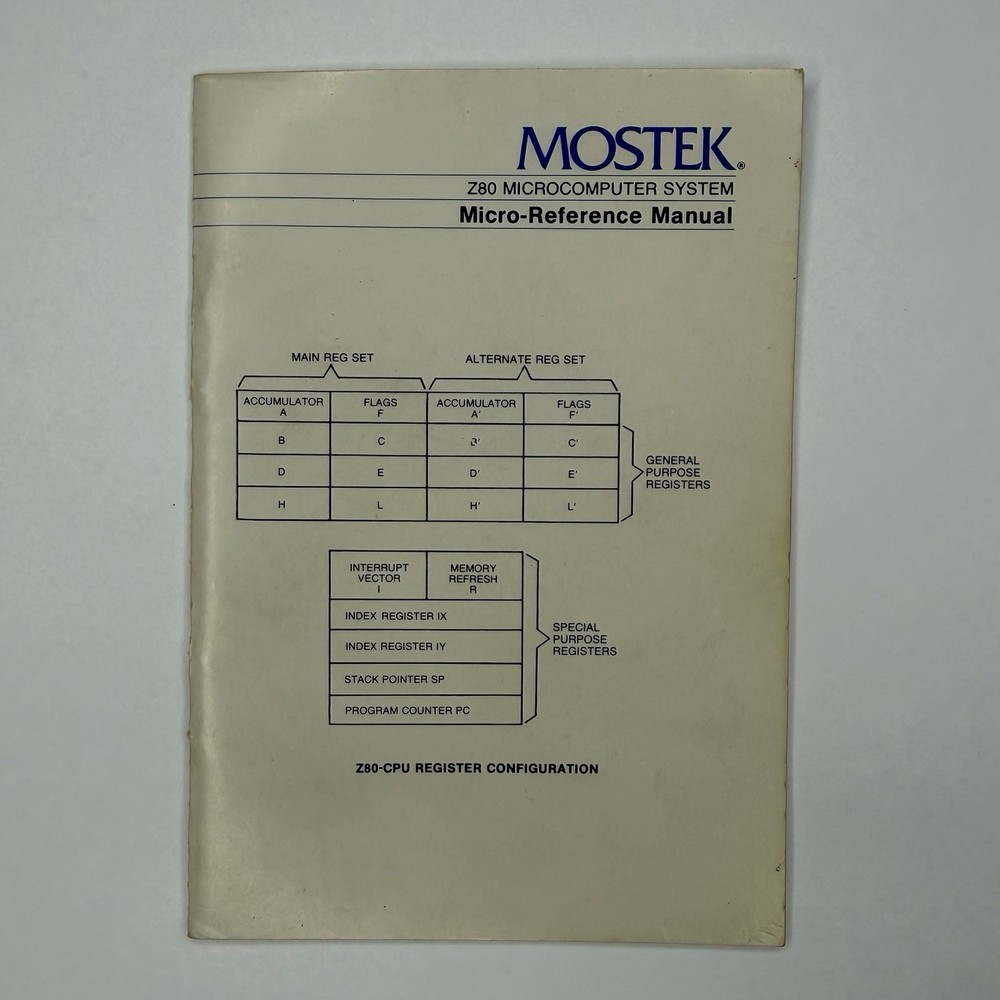 MOSTEK®
Z80 MICROCOMPUTER SYSTEM
Micro-Reference Manual
MAIN REG SET
ALTERNATE REG SET
ACCUMULATOR
A
FLAGS
F
ACCUMULATOR
A'
FLAGS
F'
B
C
B'
C'
D
E
D'
E'
H
L
H'
L'
GENERAL
PURPOSE
REGISTERS
INTERRUPT
VECTOR
I
MEMORY
REFRESH
R
INDEX REGISTER IX
INDEX REGISTER IY
STACK POINTER SP
PROGRAM COUNTER PC
SPECIAL
PURPOSE
REGISTERS
Z80-CPU REGISTER CONFIGURATION